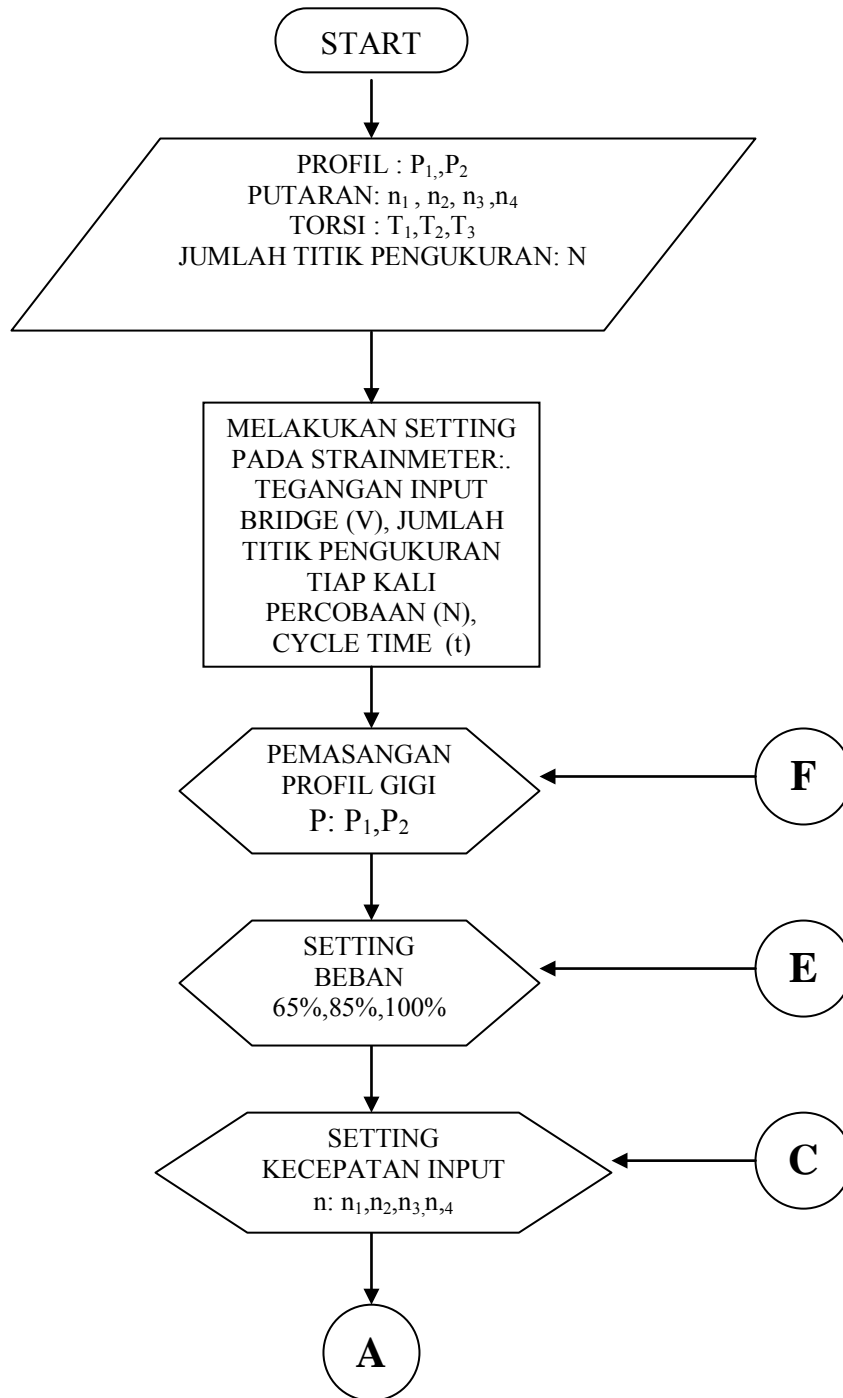 START
PROFIL : P₁,,P₂
PUTARAN: n₁ , n₂, n₃ ,n₄
TORSI : T₁,T₂,T₃
JUMLAH TITIK PENGUKURAN: N
MELAKUKAN SETTING
PADA STRAINMETER:.
TEGANGAN INPUT
BRIDGE (V), JUMLAH
TITIK PENGUKURAN
TIAP KALI
PERCOBAAN (N),
CYCLE TIME (t)
PEMASANGAN
PROFIL GIGI
P: P₁,P₂
F
SETTING
BEBAN
65%,85%,100%
E
SETTING
KECEPATAN INPUT
n: n₁,n₂,n₃,n,₄
C
A